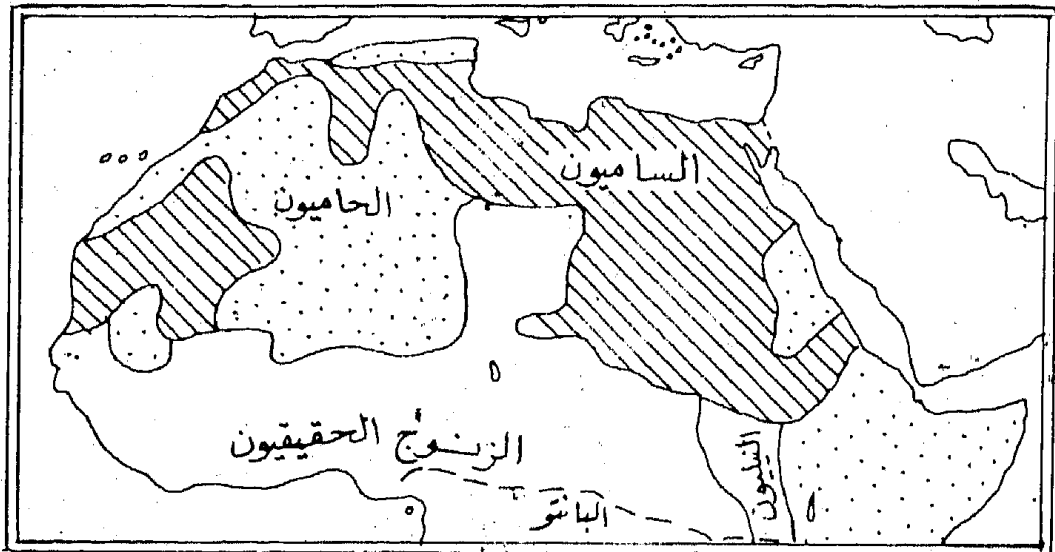 الساميون
الحاميون
الزنوج الحقيقيون
النيليون
البانتو